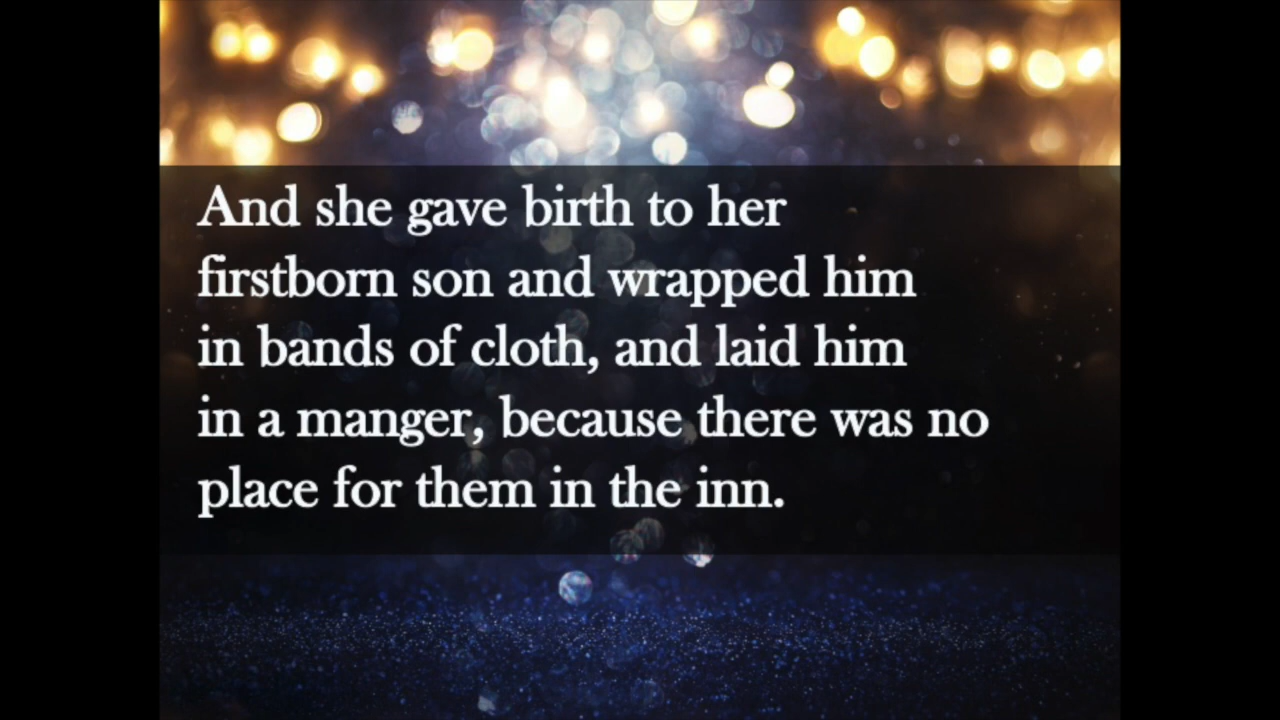 And she gave birth to her
firstborn son and wrapped him
in bands of cloth, and laid him
in a manger, because there was no
place for them in the inn.